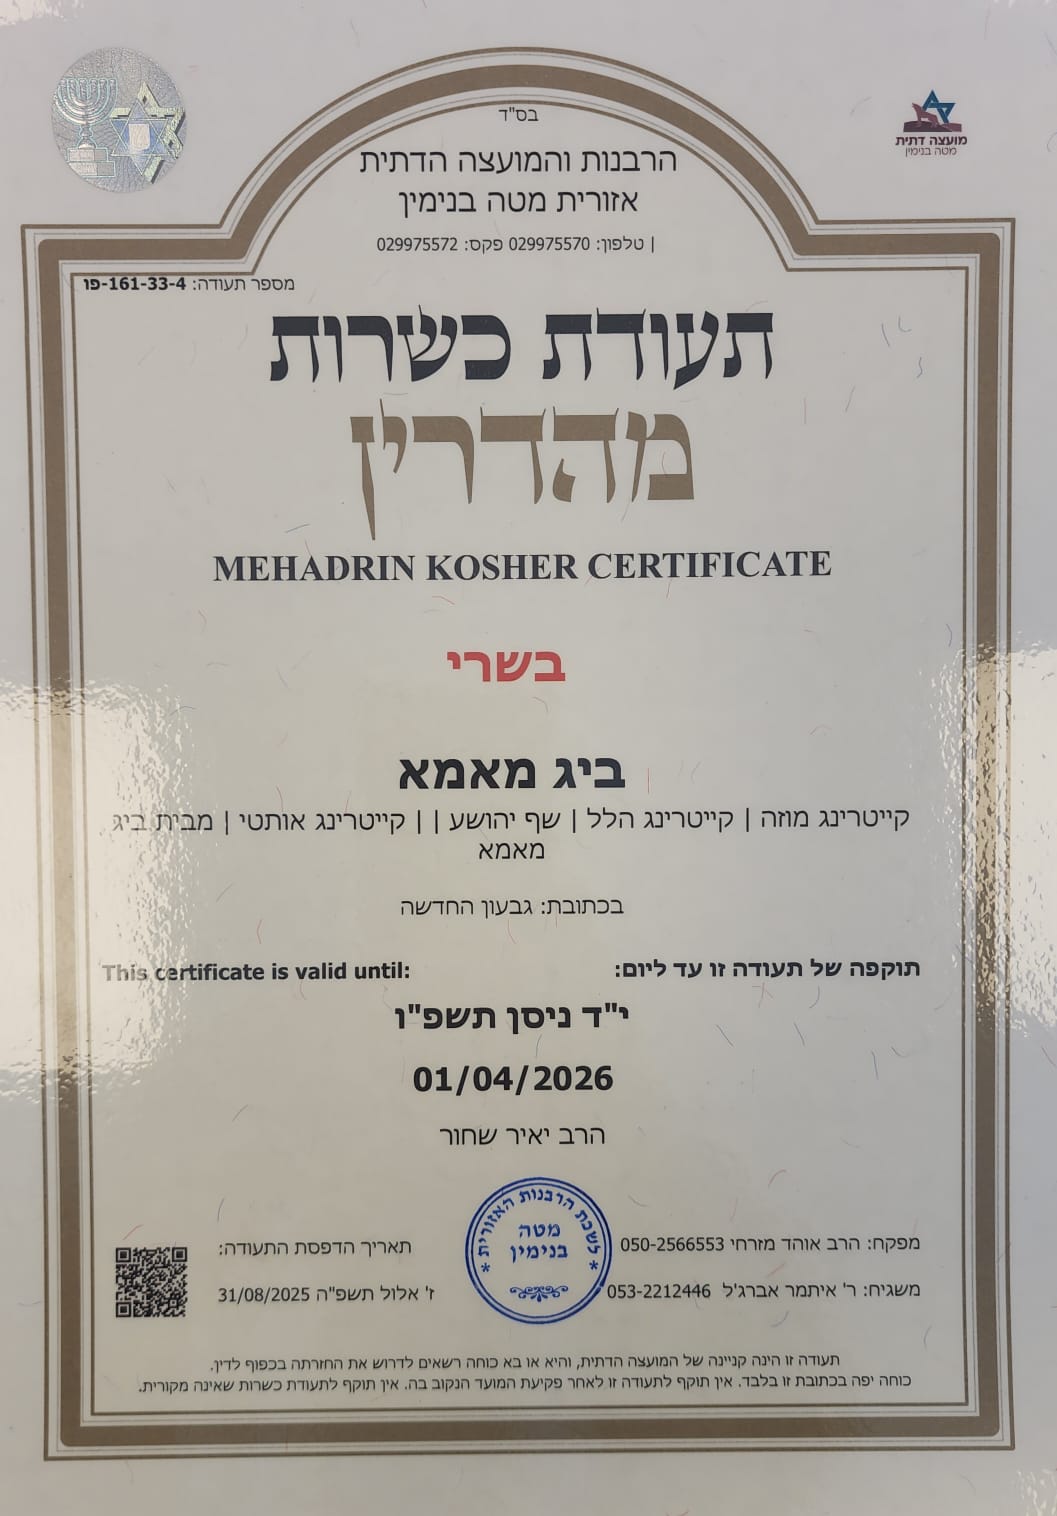 בס"ד
הרבנות והמועצה הדתית
אזורית מטה בנימין
| טלפון: 029975570 פקס: 029975572
מועצה דתית
מטה בנימין
מספר תעודה: 161-33-4-פו
תעודת כשרות
מהדרין
MEHADRIN KOSHER CERTIFICATE
בשרי
ביג מאמא
קייטרינג מוזה | קייטרינג הלל | שף יהושע | | קייטרינג אותטי | מבית ביג
מאמא
בכתובת: גבעון החדשה
תוקפה של תעודה זו עד ליום:
This certificate is valid until:
י"ד ניסן תשפ"ו
01/04/2026
הרב יאיר שחור
מפקח: הרב אוהד מזרחי 050-2566553
משגיח: ר' איתמר אברג'ל 053-2212446
לשכת הרבנות האזורית
מטה
בנימין
תאריך הדפסת התעודה:
ז' אלול תשפ"ה 31/08/2025
תעודה זו הינה קניינה של המועצה הדתית, והיא או בא כוחה רשאים לדרוש את החזרתה בכפוף לדין.
כוחה יפה בכתובת זו בלבד. אין תוקף לתעודה זו לאחר פקיעת המועד הנקוב בה. אין תוקף לתעודת כשרות שאינה מקורית.